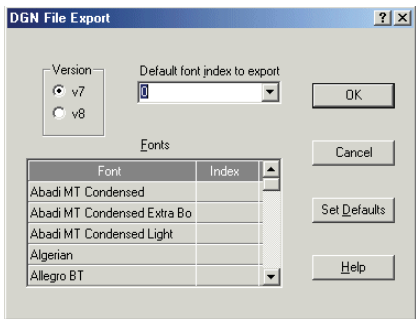 DGN File Export
Version
v7
v8
Default font index to export
0
OK
Cancel
Set Defaults
Help
Fonts
Font Index
Abadi MT Condensed
Abadi MT Condensed Extra Bo
Abadi MT Condensed Light
Algerian
Allegro BT